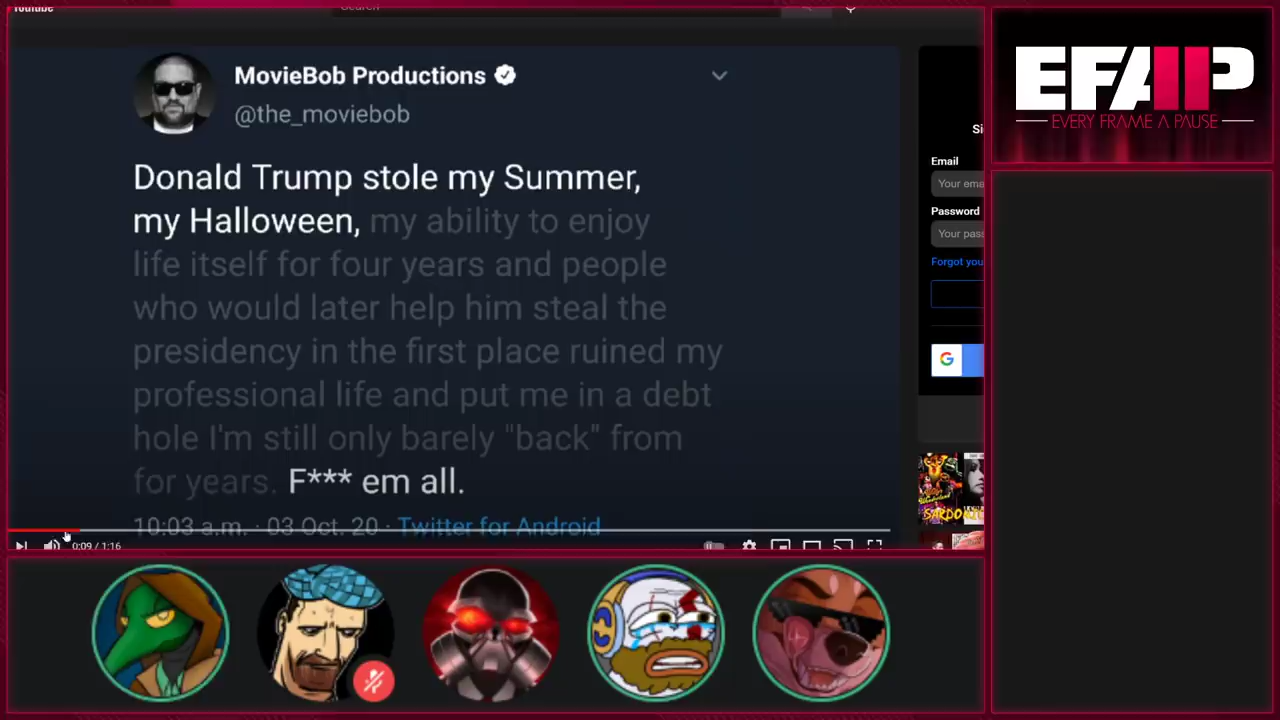 YouTube
Search
MovieBob Productions
@the_moviebob
Donald Trump stole my Summer,
my Halloween, my ability to enjoy
life itself for four years and people
who would later help him steal the
presidency in the first place ruined my
professional life and put me in a debt
hole I'm still only barely "back" from
for years. F*** em all.
10:03 a.m. · 03 Oct. 20 · Twitter for Android
0:09 / 1:16
EFAP
EVERY FRAME A PAUSE
Email
Your
Password
Your
Forgot
G